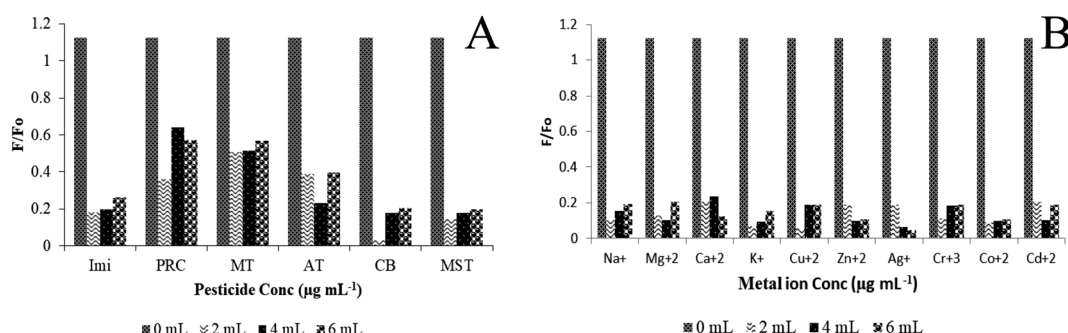 A
1.2
1
0.8
0.6
0.4
0.2
0
F/Fo
Imi PRC MT AT CB MST
Pesticide Conc (µg mL⁻¹)
0 mL 2 mL 4 mL 6 mL
B
1.2
1
0.8
0.6
0.4
0.2
0
F/Fo
Na+ Mg+2 Ca+2 K+ Cu+2 Zn+2 Ag+ Cr+3 Co+2 Cd+2
Metal ion Conc (µg mL⁻¹)
0 mL 2 mL 4 mL 6 mL